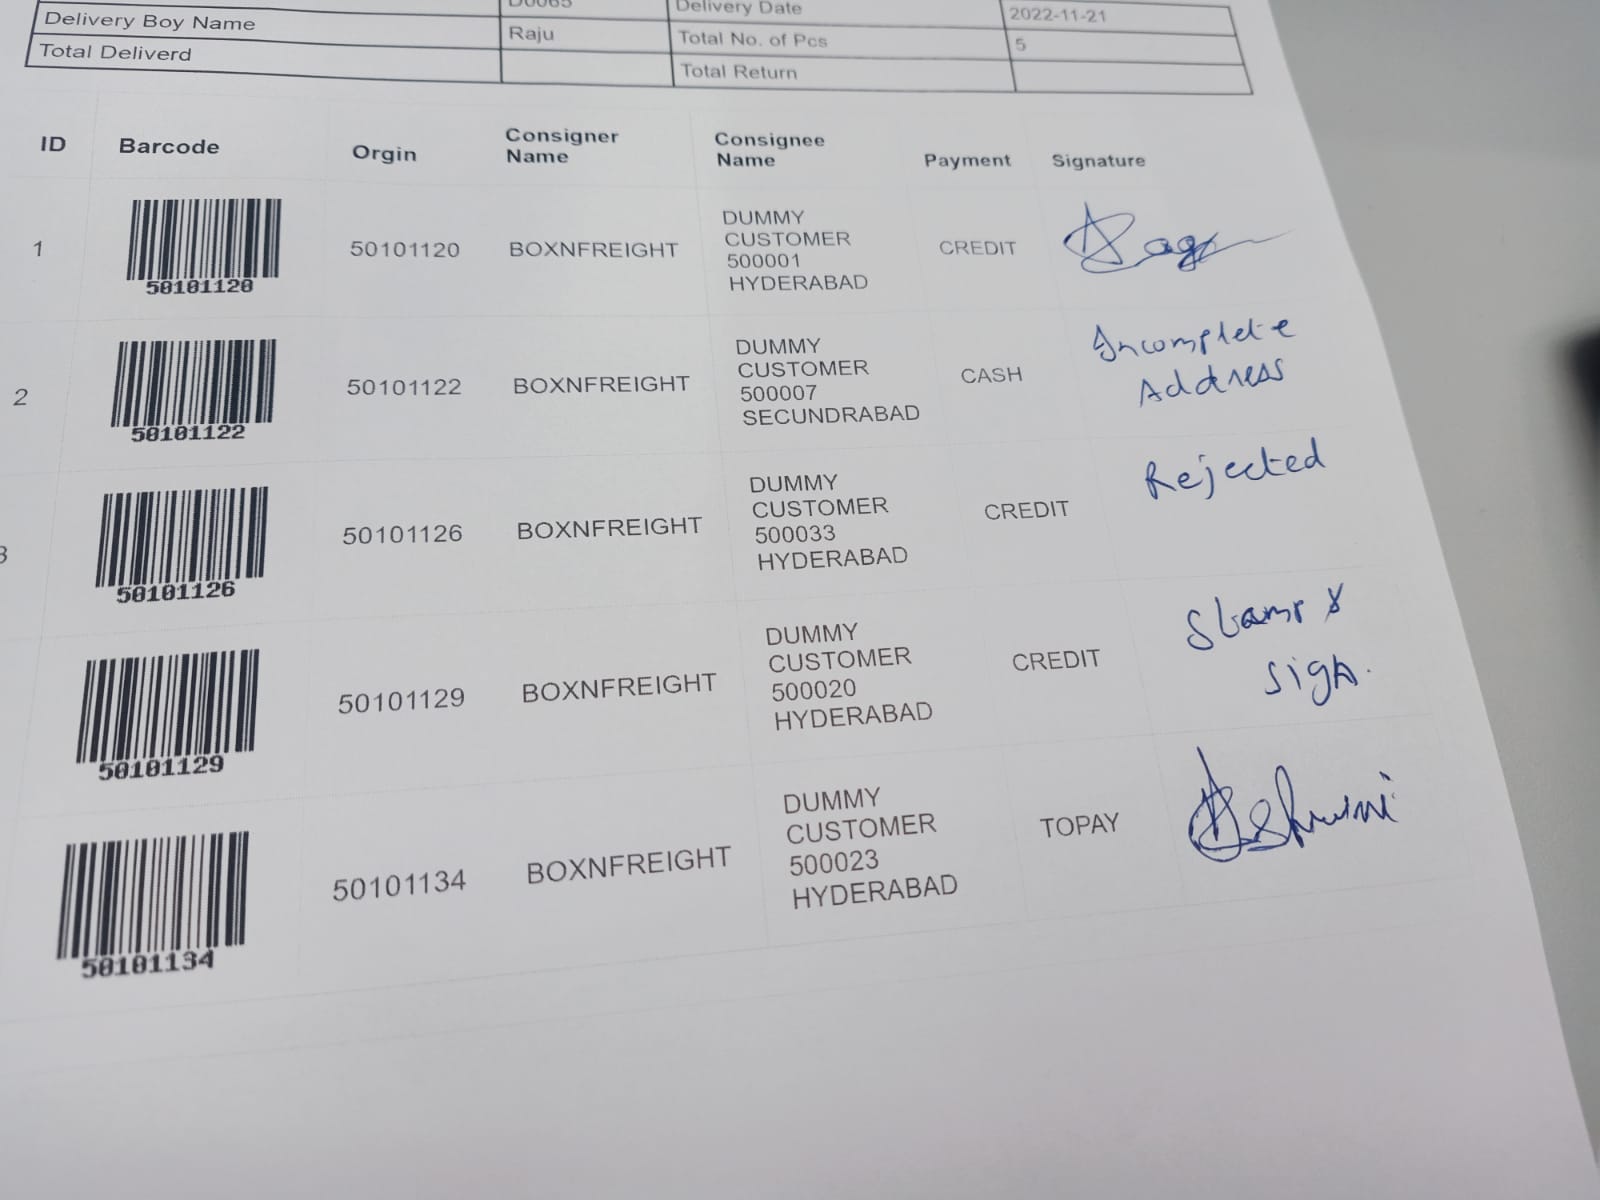 D0065 Delivery Date 2022-11-21
Delivery Boy Name Raju Total No. of Pcs 5
Total Deliverd Total Return
ID Barcode Orgin Consigner Name Consignee Name Payment Signature
1 50101120 50101120 BOXNFREIGHT DUMMY CUSTOMER 500001 HYDERABAD CREDIT
2 50101122 50101122 BOXNFREIGHT DUMMY CUSTOMER 500007 SECUNDRABAD CASH Incomplete Address
3 50101126 50101126 BOXNFREIGHT DUMMY CUSTOMER 500033 HYDERABAD CREDIT Rejected
50101129 50101129 BOXNFREIGHT DUMMY CUSTOMER 500020 HYDERABAD CREDIT Stamp & sign.
50101134 50101134 BOXNFREIGHT DUMMY CUSTOMER 500023 HYDERABAD TOPAY Ashwini